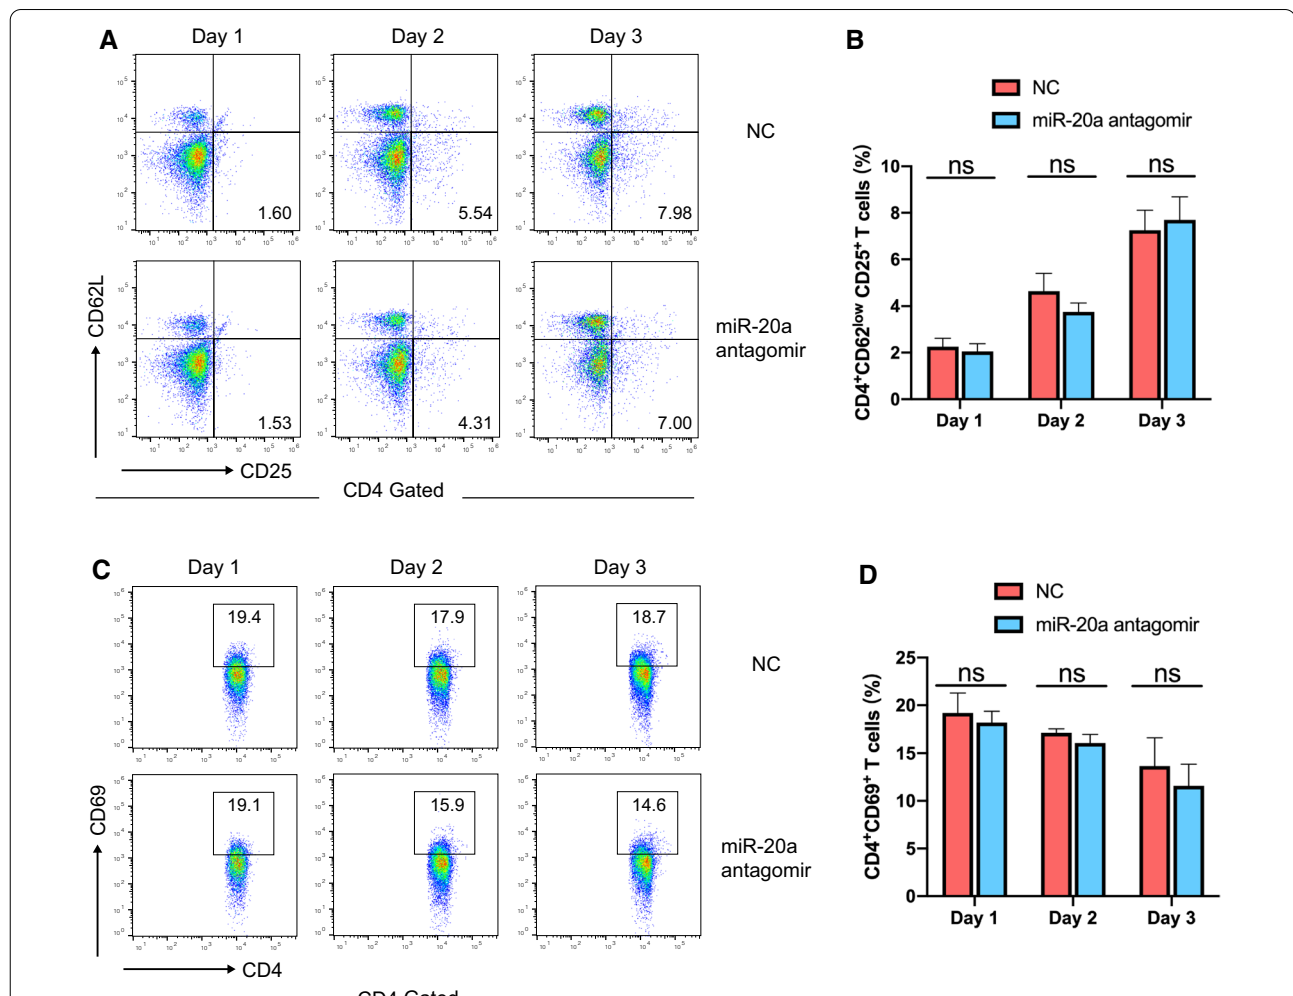 A
Day 1 Day 2 Day 3
NC
1.60 5.54 7.98
miR-20a
antagomir
1.53 4.31 7.00
CD62L
CD25
CD4 Gated
B
NC
miR-20a antagomir
CD4+CD62low CD25+ T cells (%)
10
8
6
4
2
0
ns ns ns
Day 1 Day 2 Day 3
C
Day 1 Day 2 Day 3
19.4 17.9 18.7
NC
19.1 15.9 14.6
miR-20a
antagomir
CD69
CD4
CD4 Gated
D
NC
miR-20a antagomir
CD4+CD69+ T cells (%)
25
20
15
10
5
0
ns ns ns
Day 1 Day 2 Day 3